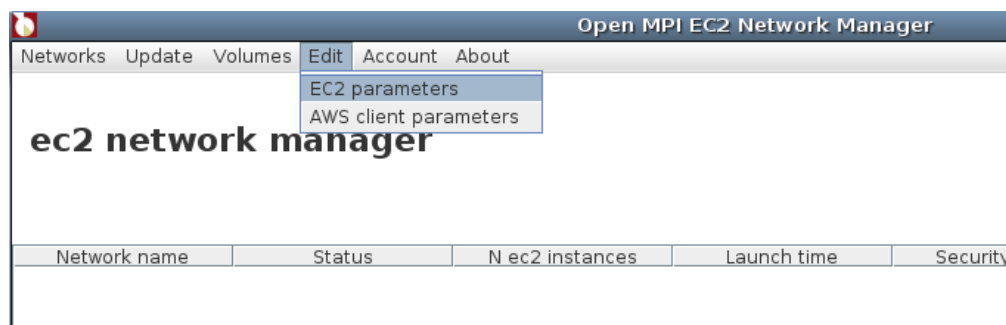 Open MPI EC2 Network Manager
Networks Update Volumes Edit Account About
EC2 parameters
AWS client parameters
ec2 network manager
Network name Status N ec2 instances Launch time Security